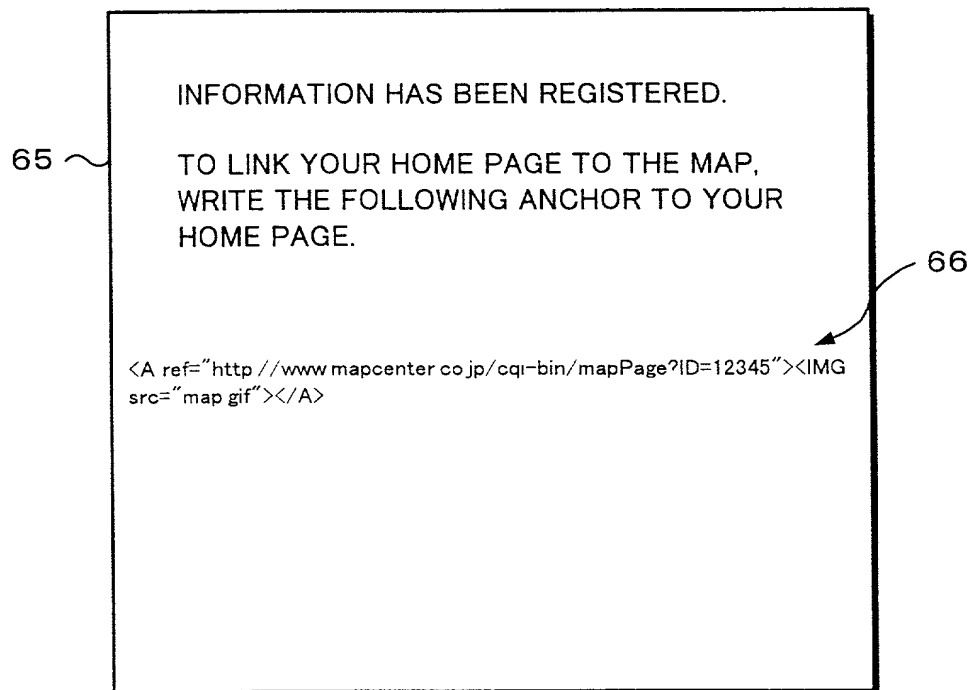 INFORMATION HAS BEEN REGISTERED.
65
TO LINK YOUR HOME PAGE TO THE MAP,
WRITE THE FOLLOWING ANCHOR TO YOUR
HOME PAGE.
66
<A ref="http //www mapcenter co jp/cqi-bin/mapPage?ID=12345"><IMG
src="map gif"></A>